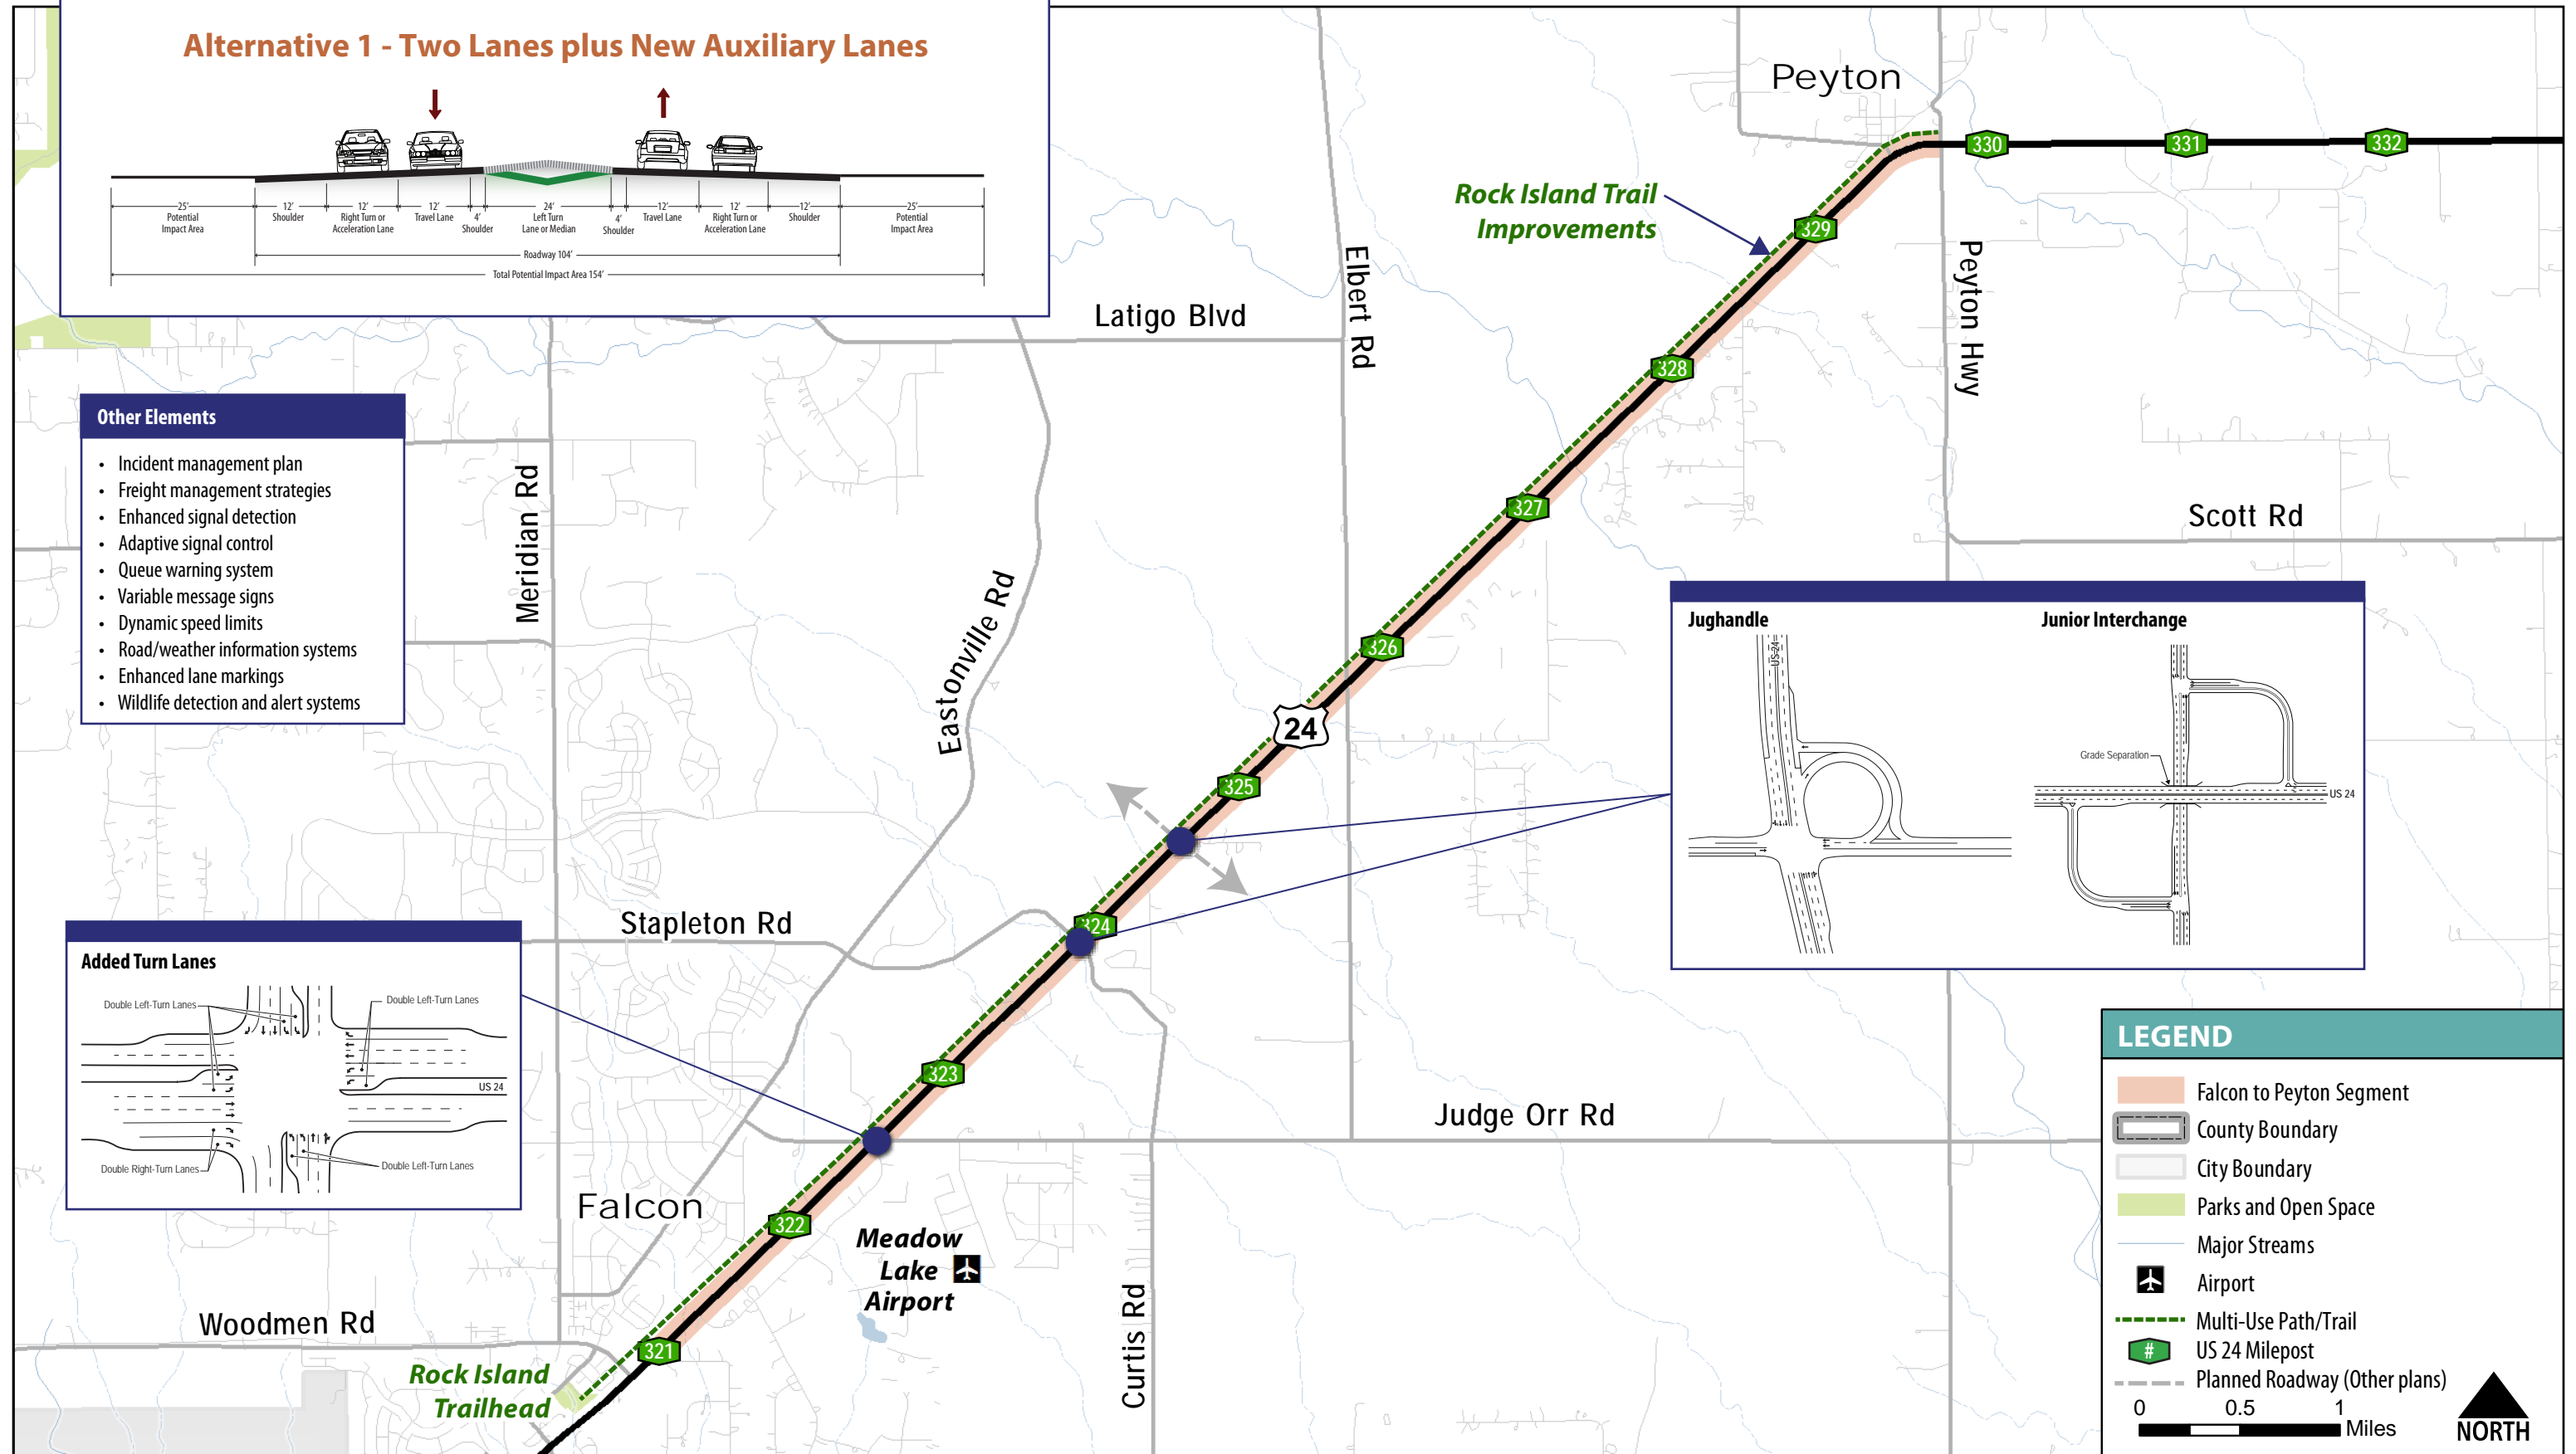 Alternative 1 - Two Lanes plus New Auxiliary Lanes
25'
Potential
Impact Area
12'
Shoulder
12'
Right Turn or
Acceleration Lane
12'
Travel Lane
4'
Shoulder
24'
Left Turn
Lane or Median
4'
Shoulder
12'
Travel Lane
12'
Right Turn or
Acceleration Lane
12'
Shoulder
25'
Potential
Impact Area
Roadway 104'
Total Potential Impact Area 154'
Peyton
330
331
332
Rock Island Trail
Improvements
329
Peyton Hwy
Elbert Rd
Latigo Blvd
328
Other Elements
• Incident management plan
• Freight management strategies
• Enhanced signal detection
• Adaptive signal control
• Queue warning system
• Variable message signs
• Dynamic speed limits
• Road/weather information systems
• Enhanced lane markings
• Wildlife detection and alert systems
Meridian Rd
Eastonville Rd
327
Scott Rd
326
24
325
Jughandle
US 24
Junior Interchange
Grade Separation
US 24
324
Stapleton Rd
Added Turn Lanes
Double Left-Turn Lanes
Double Left-Turn Lanes
US 24
Double Right-Turn Lanes
Double Left-Turn Lanes
323
Judge Orr Rd
Falcon
322
Meadow
Lake
Airport
Curtis Rd
Woodmen Rd
321
Rock Island
Trailhead
LEGEND
Falcon to Peyton Segment
County Boundary
City Boundary
Parks and Open Space
Major Streams
Airport
Multi-Use Path/Trail
# US 24 Milepost
Planned Roadway (Other plans)
0 0.5 1
Miles
NORTH